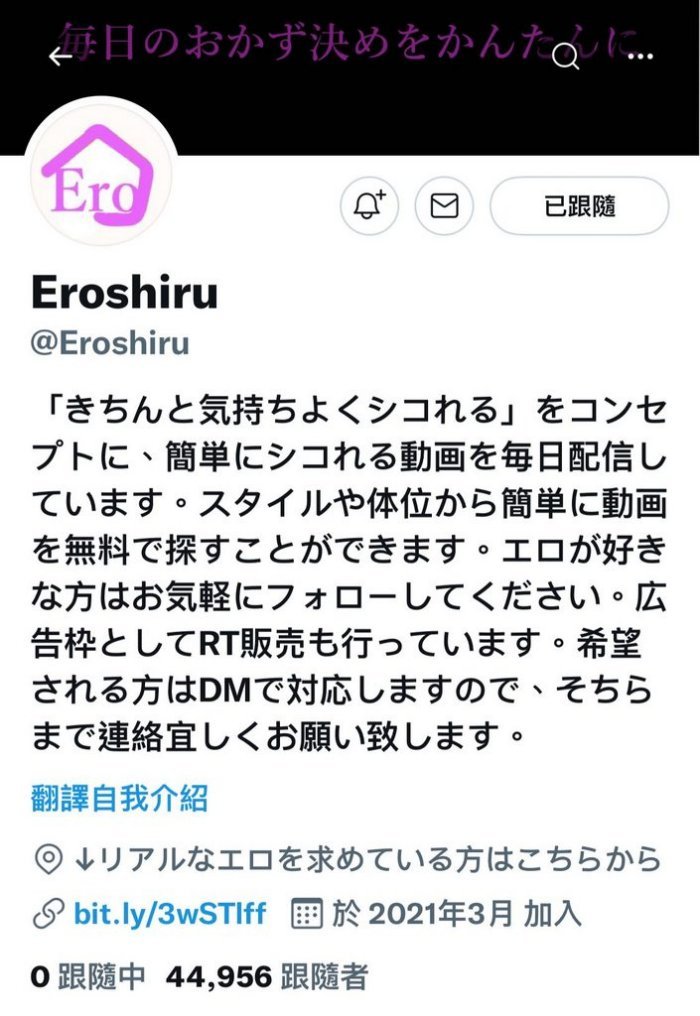 毎日のおかず決めをかんたんに
Ero
已跟隨
Eroshiru
@Eroshiru
「きちんと気持ちよくシコれる」をコンセ
プトに、簡単にシコれる動画を毎日配信し
ています。スタイルや体位から簡単に動画
を無料で探すことができます。エロが好き
な方はお気軽にフォローしてください。広
告枠としてRT販売も行っています。希望
される方はDMで対応しますので、そちら
まで連絡宜しくお願い致します。
翻譯自我介紹
↓リアルなエロを求めている方はこちらから
bit.ly/3wSTlff 於 2021年3月 加入
0 跟隨中 44,956 跟隨者